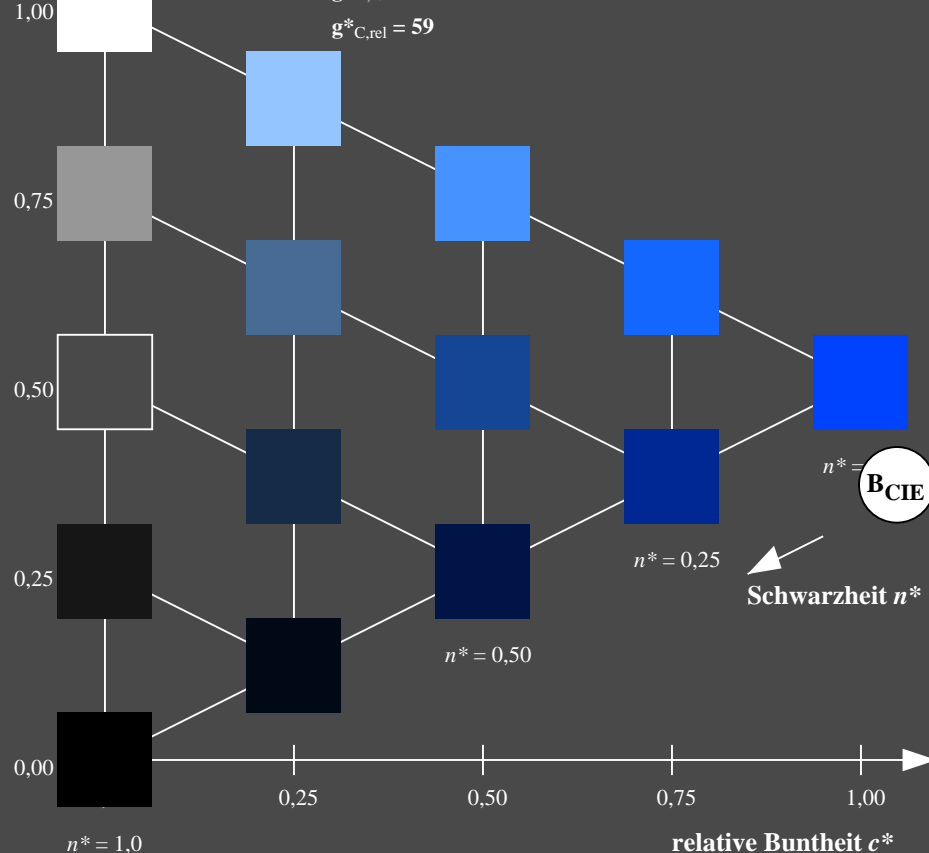 1,00
g*C,rel = 59
0,75
0,50
n* =
BCIE
0,25
n* = 0,25
Schwarzheit n*
n* = 0,50
0,00
0,25 0,50 0,75 1,00
n* = 1,0
relative Buntheit c*